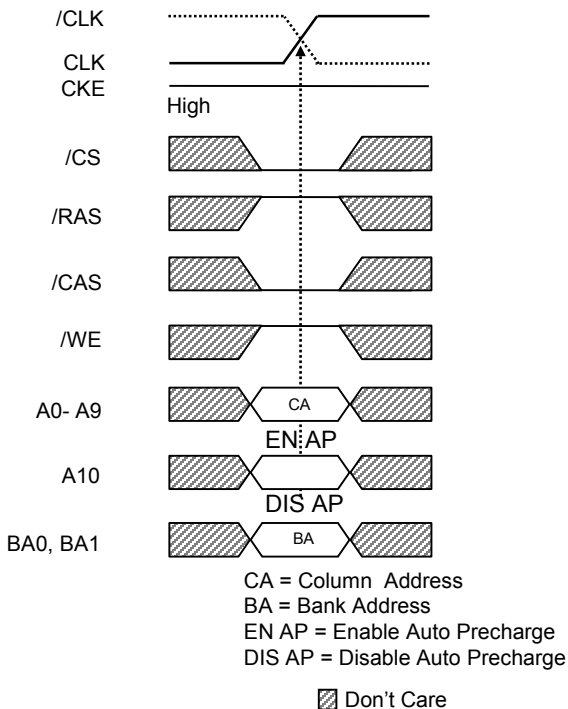 /CLK
CLK
CKE
High
/CS
/RAS
/CAS
/WE
A0- A9
CA
EN AP
A10
DIS AP
BA0, BA1
BA
CA = Column Address
BA = Bank Address
EN AP = Enable Auto Precharge
DIS AP = Disable Auto Precharge
Don't Care